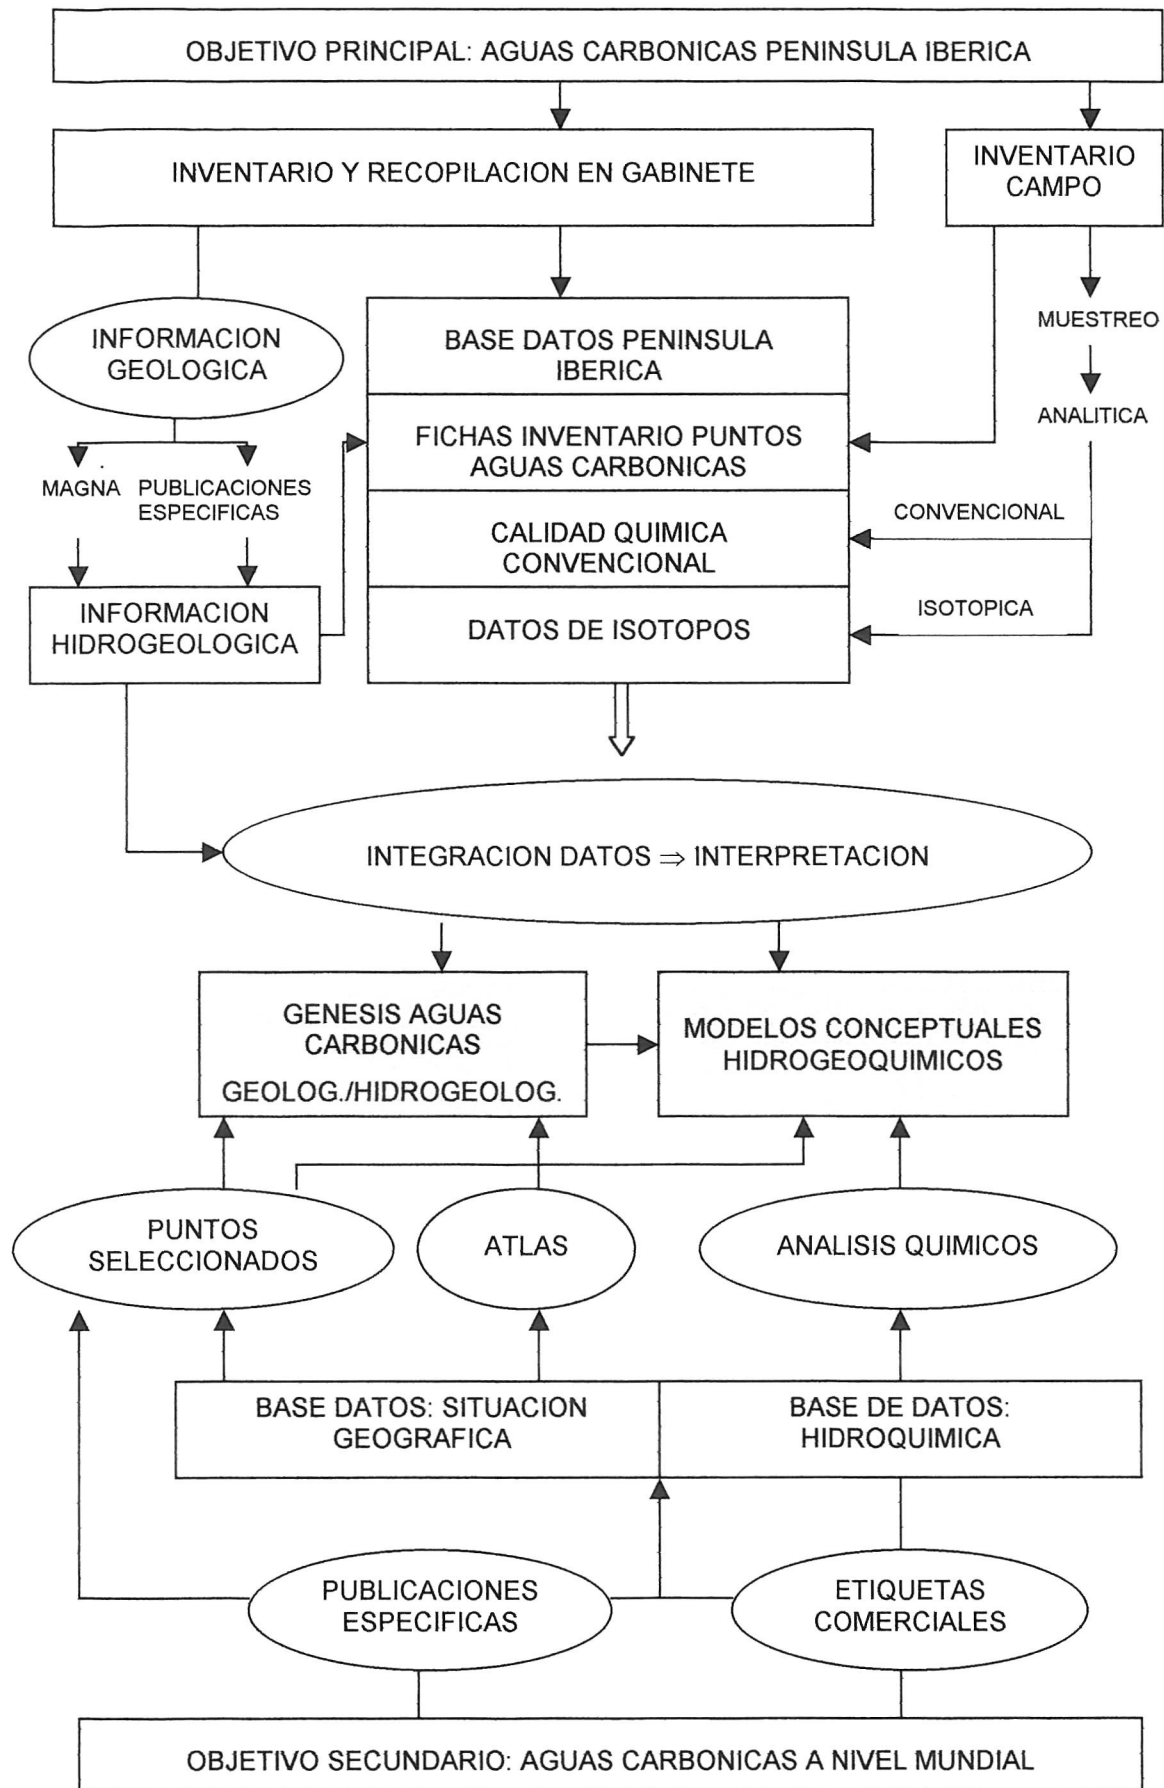 OBJETIVO PRINCIPAL: AGUAS CARBONICAS PENINSULA IBERICA
INVENTARIO Y RECOPILACION EN GABINETE
INVENTARIO
CAMPO
INFORMACION
GEOLOGICA
BASE DATOS PENINSULA
IBERICA
MUESTREO
ANALITICA
FICHAS INVENTARIO PUNTOS
AGUAS CARBONICAS
MAGNA
PUBLICACIONES
ESPECIFICAS
CALIDAD QUIMICA
CONVENCIONAL
CONVENCIONAL
INFORMACION
HIDROGEOLOGICA
DATOS DE ISOTOPOS
ISOTOPICA
INTEGRACION DATOS ⇒ INTERPRETACION
GENESIS AGUAS
CARBONICAS
GEOLOG./HIDROGEOLOG.
MODELOS CONCEPTUALES
HIDROGEOQUIMICOS
PUNTOS
SELECCIONADOS
ATLAS
ANALISIS QUIMICOS
BASE DATOS: SITUACION
GEOGRAFICA
BASE DE DATOS:
HIDROQUIMICA
PUBLICACIONES
ESPECIFICAS
ETIQUETAS
COMERCIALES
OBJETIVO SECUNDARIO: AGUAS CARBONICAS A NIVEL MUNDIAL